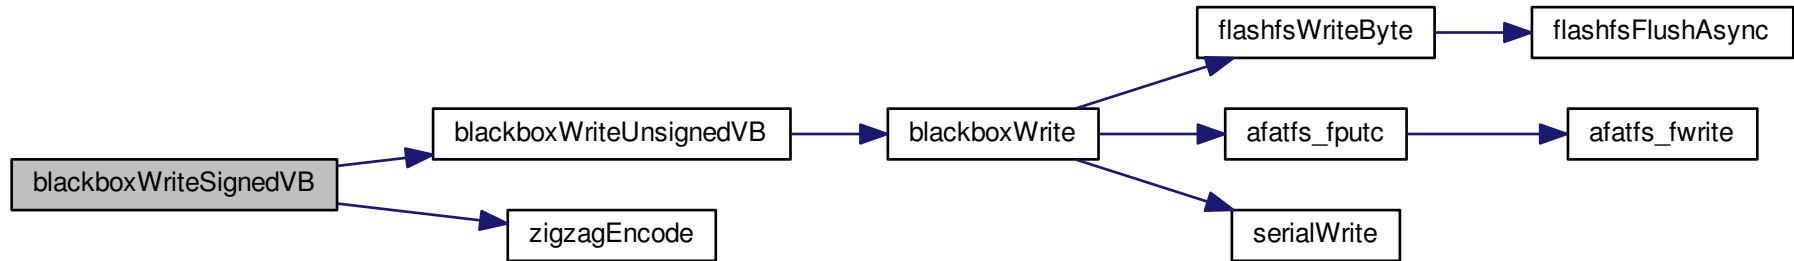 flashfsWriteByte
flashfsFlushAsync
blackboxWriteUnsignedVB
blackboxWrite
afatfs_fputc
afatfs_fwrite
blackboxWriteSignedVB
zigzagEncode
serialWrite